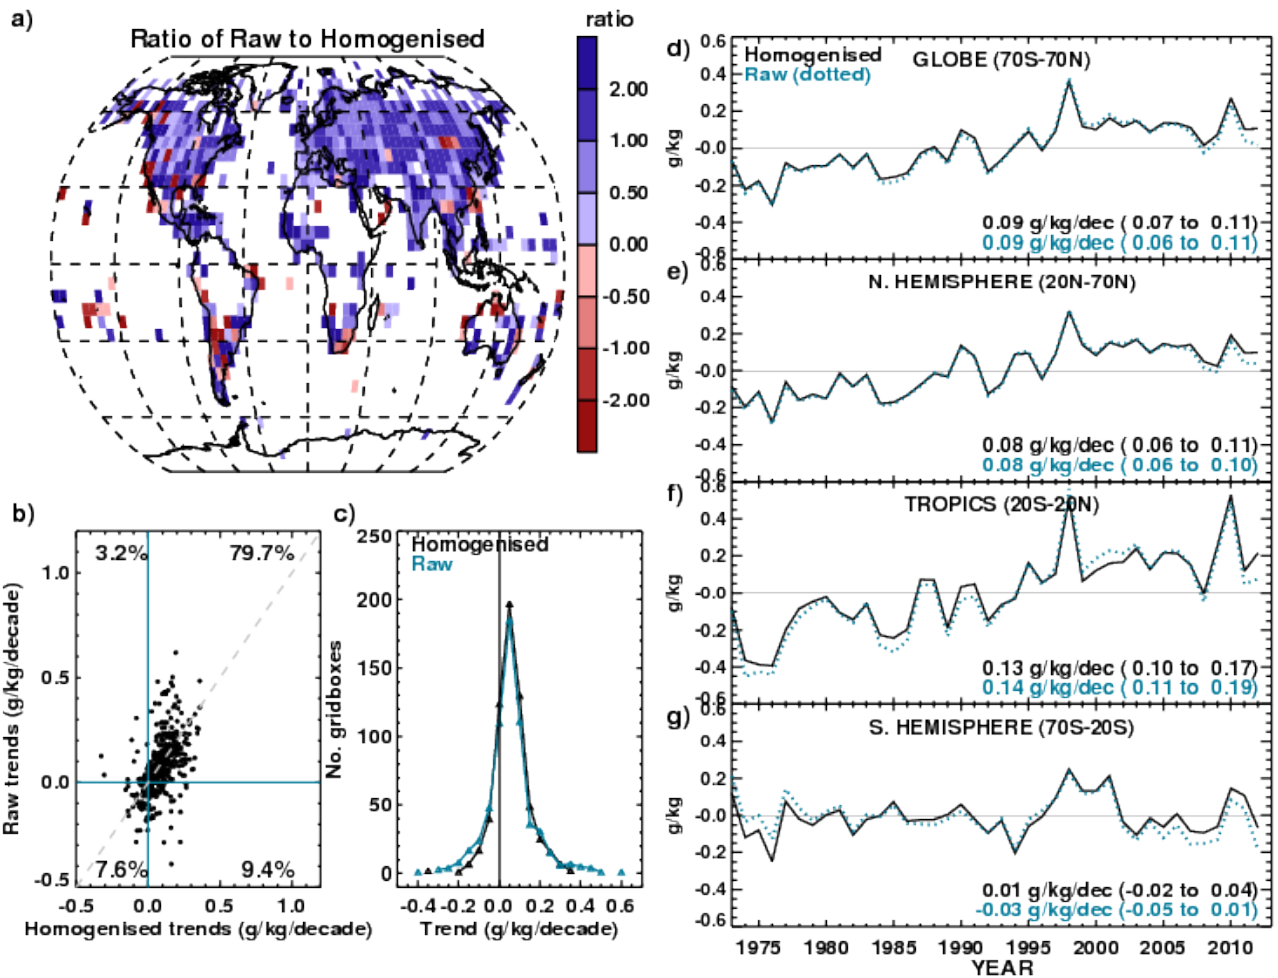 a)
Ratio of Raw to Homogenised
ratio
2.00
1.00
0.50
0.00
-0.50
-1.00
-2.00
b)
3.2%
79.7%
7.6%
9.4%
1.0
0.5
0.0
-0.5
-0.5 0.0 0.5 1.0
Raw trends (g/kg/decade)
Homogenised trends (g/kg/decade)
c)
Homogenised
Raw
250
200
150
100
50
0
-0.4 -0.2 0.0 0.2 0.4 0.6
No. gridboxes
Trend (g/kg/decade)
d)
Homogenised
Raw (dotted)
GLOBE (70S-70N)
0.6
0.4
0.2
-0.0
-0.2
-0.4
-0.6
g/kg
0.09 g/kg/dec ( 0.07 to 0.11)
0.09 g/kg/dec ( 0.06 to 0.11)
e)
N. HEMISPHERE (20N-70N)
0.6
0.4
0.2
-0.0
-0.2
-0.4
-0.6
g/kg
0.08 g/kg/dec ( 0.06 to 0.11)
0.08 g/kg/dec ( 0.06 to 0.10)
f)
TROPICS (20S-20N)
0.6
0.4
0.2
-0.0
-0.2
-0.4
-0.6
g/kg
0.13 g/kg/dec ( 0.10 to 0.17)
0.14 g/kg/dec ( 0.11 to 0.19)
g)
S. HEMISPHERE (70S-20S)
0.6
0.4
0.2
-0.0
-0.2
-0.4
-0.6
g/kg
0.01 g/kg/dec (-0.02 to 0.04)
-0.03 g/kg/dec (-0.05 to 0.01)
1975 1980 1985 1990 1995 2000 2005 2010
YEAR